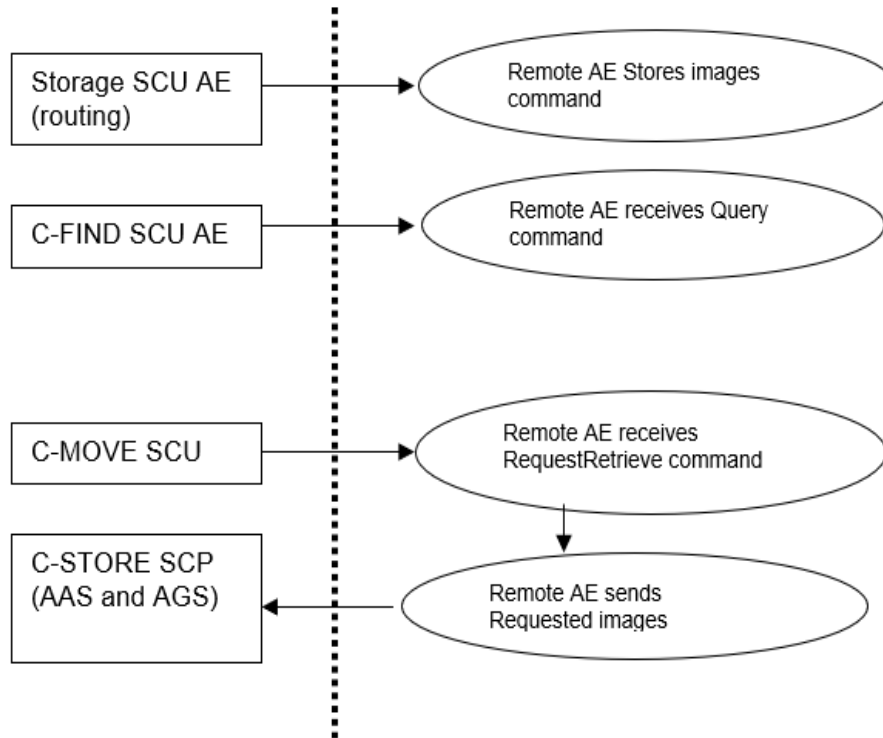 Storage SCU AE
(routing)
Remote AE Stores images
command
C-FIND SCU AE
Remote AE receives Query
command
C-MOVE SCU
Remote AE receives
RequestRetrieve command
C-STORE SCP
(AAS and AGS)
Remote AE sends
Requested images